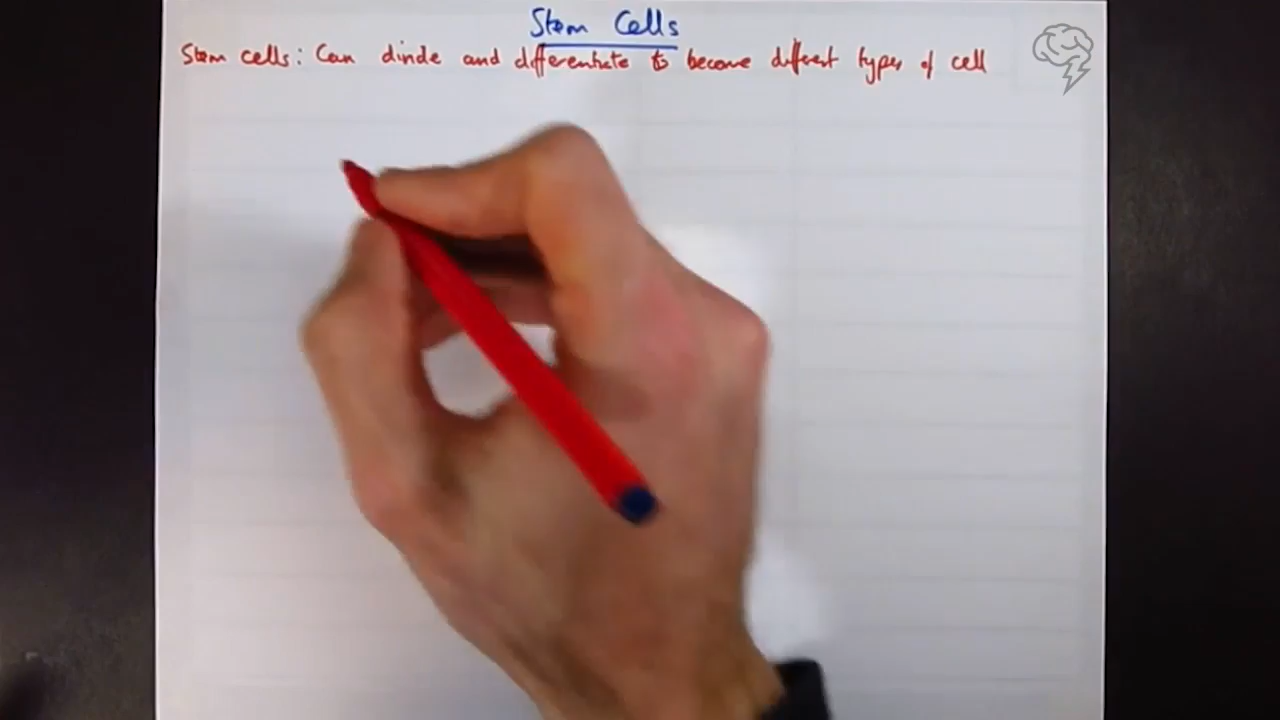 Stem Cells
Stem cells: Can divide and differentiate to become different types of cell